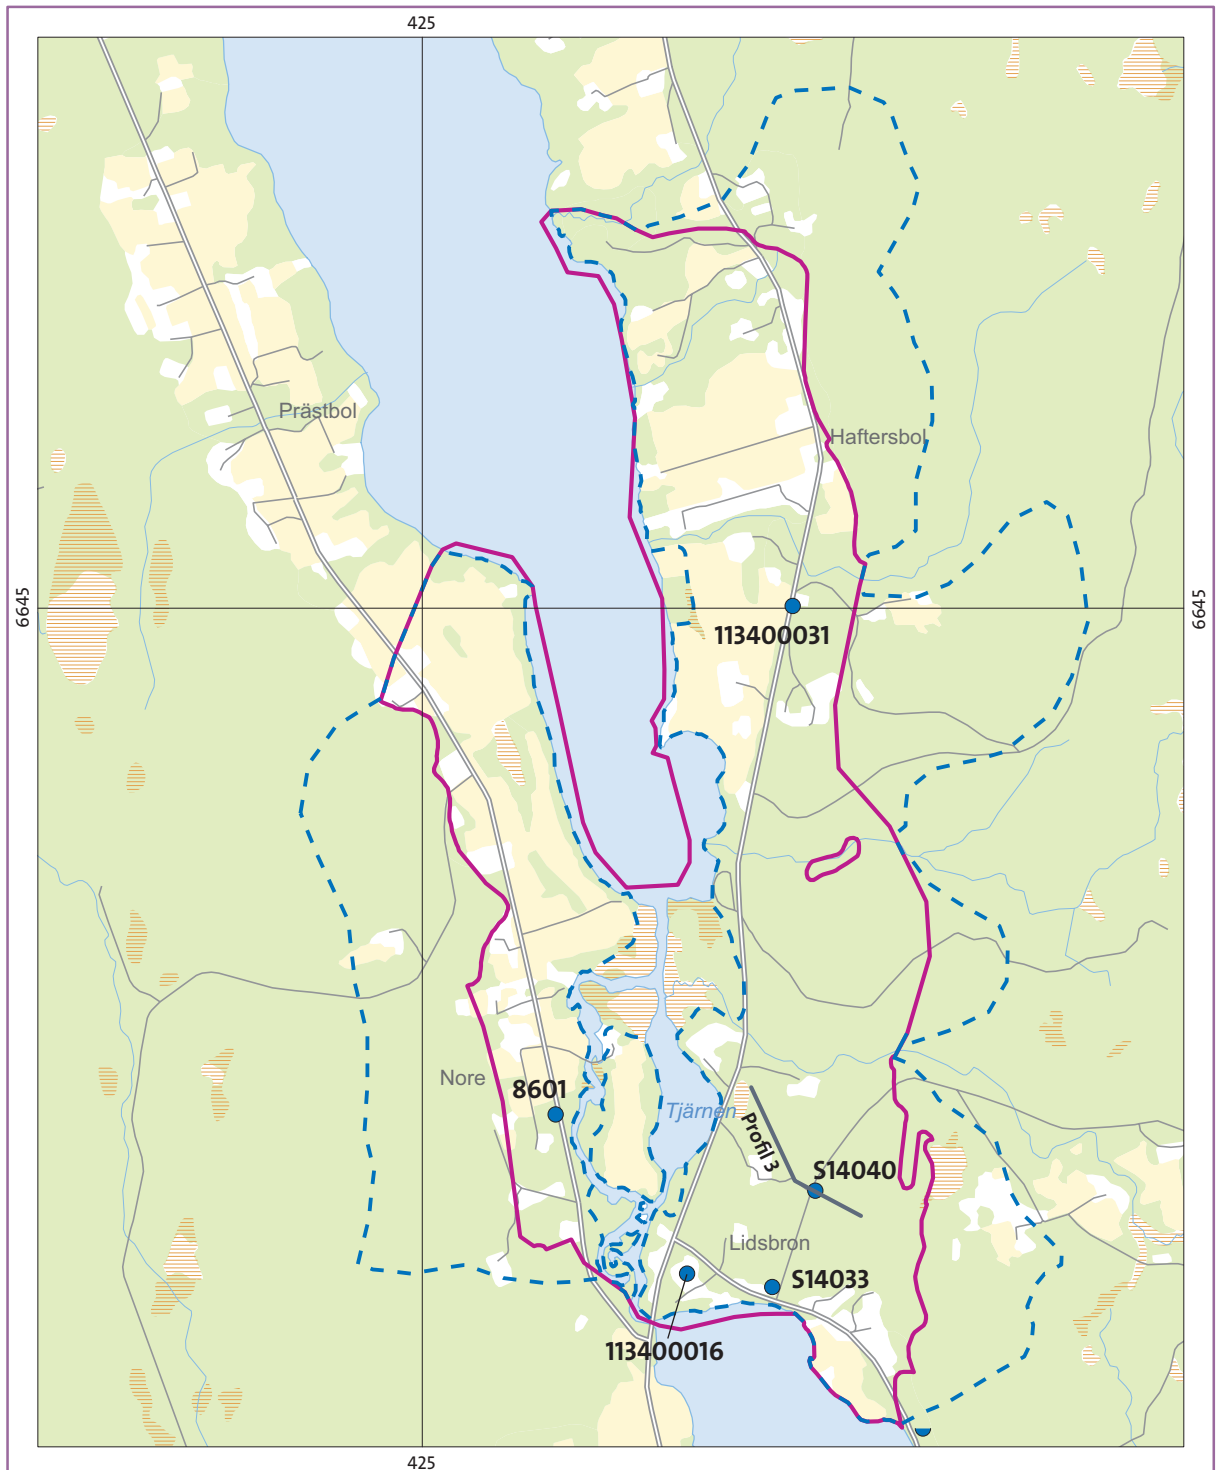 425
Prästbol
Haftersbol
6645
6645
113400031
Nore
8601
Tjärnen
Profil 3
S14040
Lidsbron
S14033
113400016
425